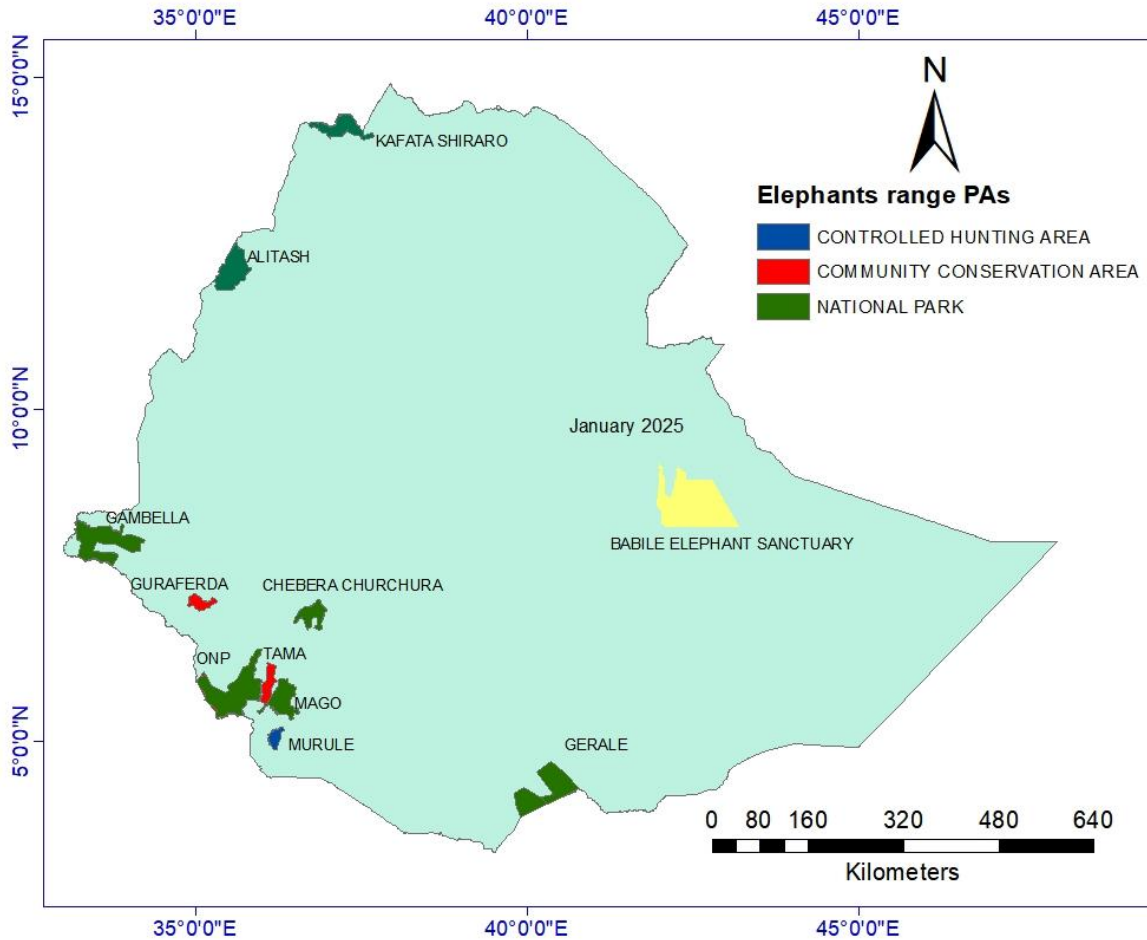 35°0'0"E 40°0'0"E 45°0'0"E
15°0'0"N
N
KAFATA SHIRARO
Elephants range PAs
CONTROLLED HUNTING AREA
COMMUNITY CONSERVATION AREA
NATIONAL PARK
ALITASH
10°0'0"N
January 2025
GAMBELLA
BABILE ELEPHANT SANCTUARY
GURAFERDA
CHEBERA CHURCHURA
ONP
TAMA
MAGO
5°0'0"N
MURULE
GERALE
0 80 160 320 480 640
Kilometers
35°0'0"E 40°0'0"E 45°0'0"E